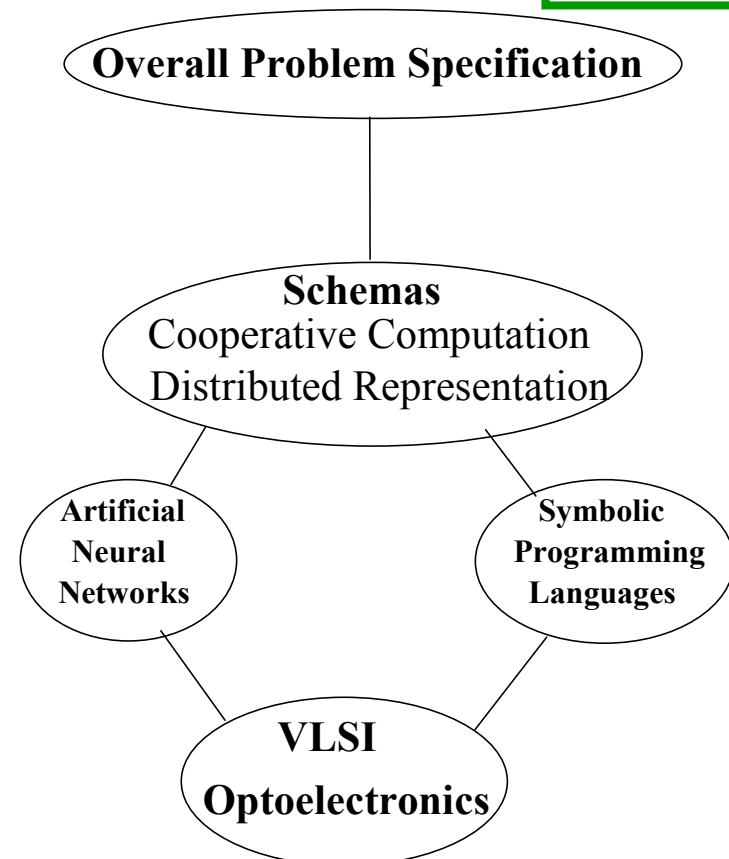 Overall Problem Specification
Schemas
Cooperative Computation
Distributed Representation
Artificial
Neural
Networks
Symbolic
Programming
Languages
VLSI
Optoelectronics